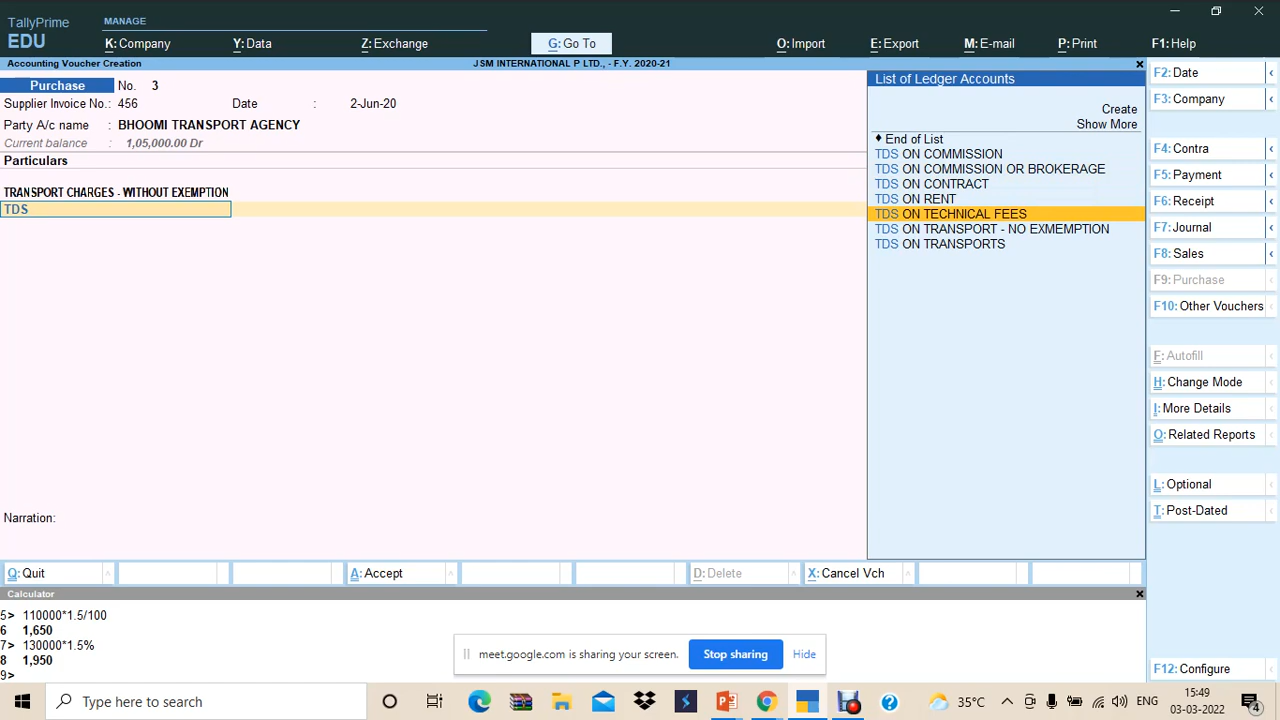 TallyPrime
EDU
MANAGE
K: Company
Y: Data
Z: Exchange
G: Go To
O: Import
E: Export
M: E-mail
P: Print
F1: Help
Accounting Voucher Creation
JSM INTERNATIONAL P LTD., - F.Y. 2020-21
Purchase No. 3
Supplier Invoice No.: 456 Date : 2-Jun-20
Party A/c name : BHOOMI TRANSPORT AGENCY
Current balance : 1,05,000.00 Dr
Particulars
TRANSPORT CHARGES - WITHOUT EXEMPTION
TDS
Narration:
List of Ledger Accounts
Create
Show More
♦ End of List
TDS ON COMMISSION
TDS ON COMMISSION OR BROKERAGE
TDS ON CONTRACT
TDS ON RENT
TDS ON TECHNICAL FEES
TDS ON TRANSPORT - NO EXMEMPTION
TDS ON TRANSPORTS
F2: Date
F3: Company
F4: Contra
F5: Payment
F6: Receipt
F7: Journal
F8: Sales
F9: Purchase
F10: Other Vouchers
F: Autofill
H: Change Mode
I: More Details
O: Related Reports
L: Optional
T: Post-Dated
F12: Configure
Q: Quit
A: Accept
D: Delete
X: Cancel Vch
Calculator
5> 110000*1.5/100
6 1,650
7> 130000*1.5%
8 1,950
9>
meet.google.com is sharing your screen.
Stop sharing
Hide
Type here to search
35°C
ENG
15:49
03-03-2022
4